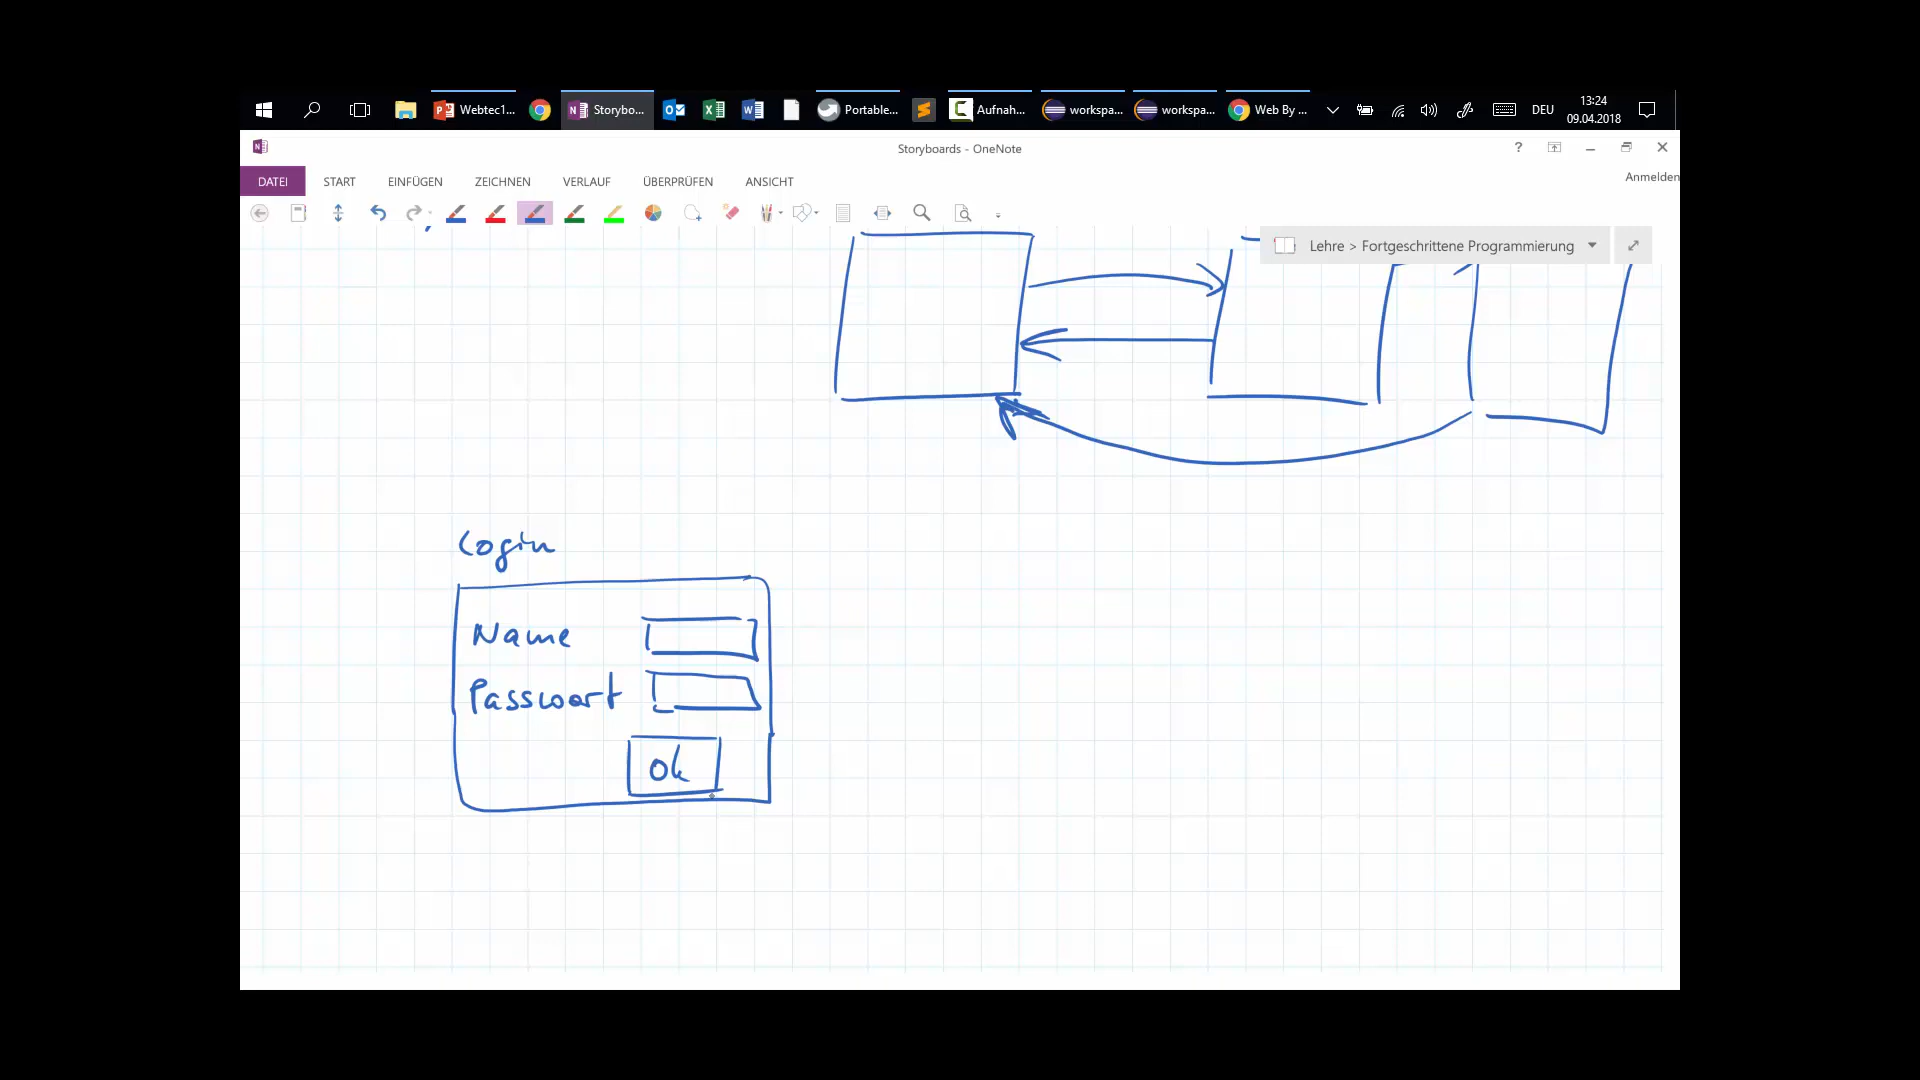 Webtec1...
Storybo...
Portable...
Aufnah...
workspa...
workspa...
Web By ...
DEU
13:24
09.04.2018
Storyboards - OneNote
?
Anmelden
DATEI
START
EINFÜGEN
ZEICHNEN
VERLAUF
ÜBERPRÜFEN
ANSICHT
Lehre > Fortgeschrittene Programmierung
Login
Name
Passwort
Ok